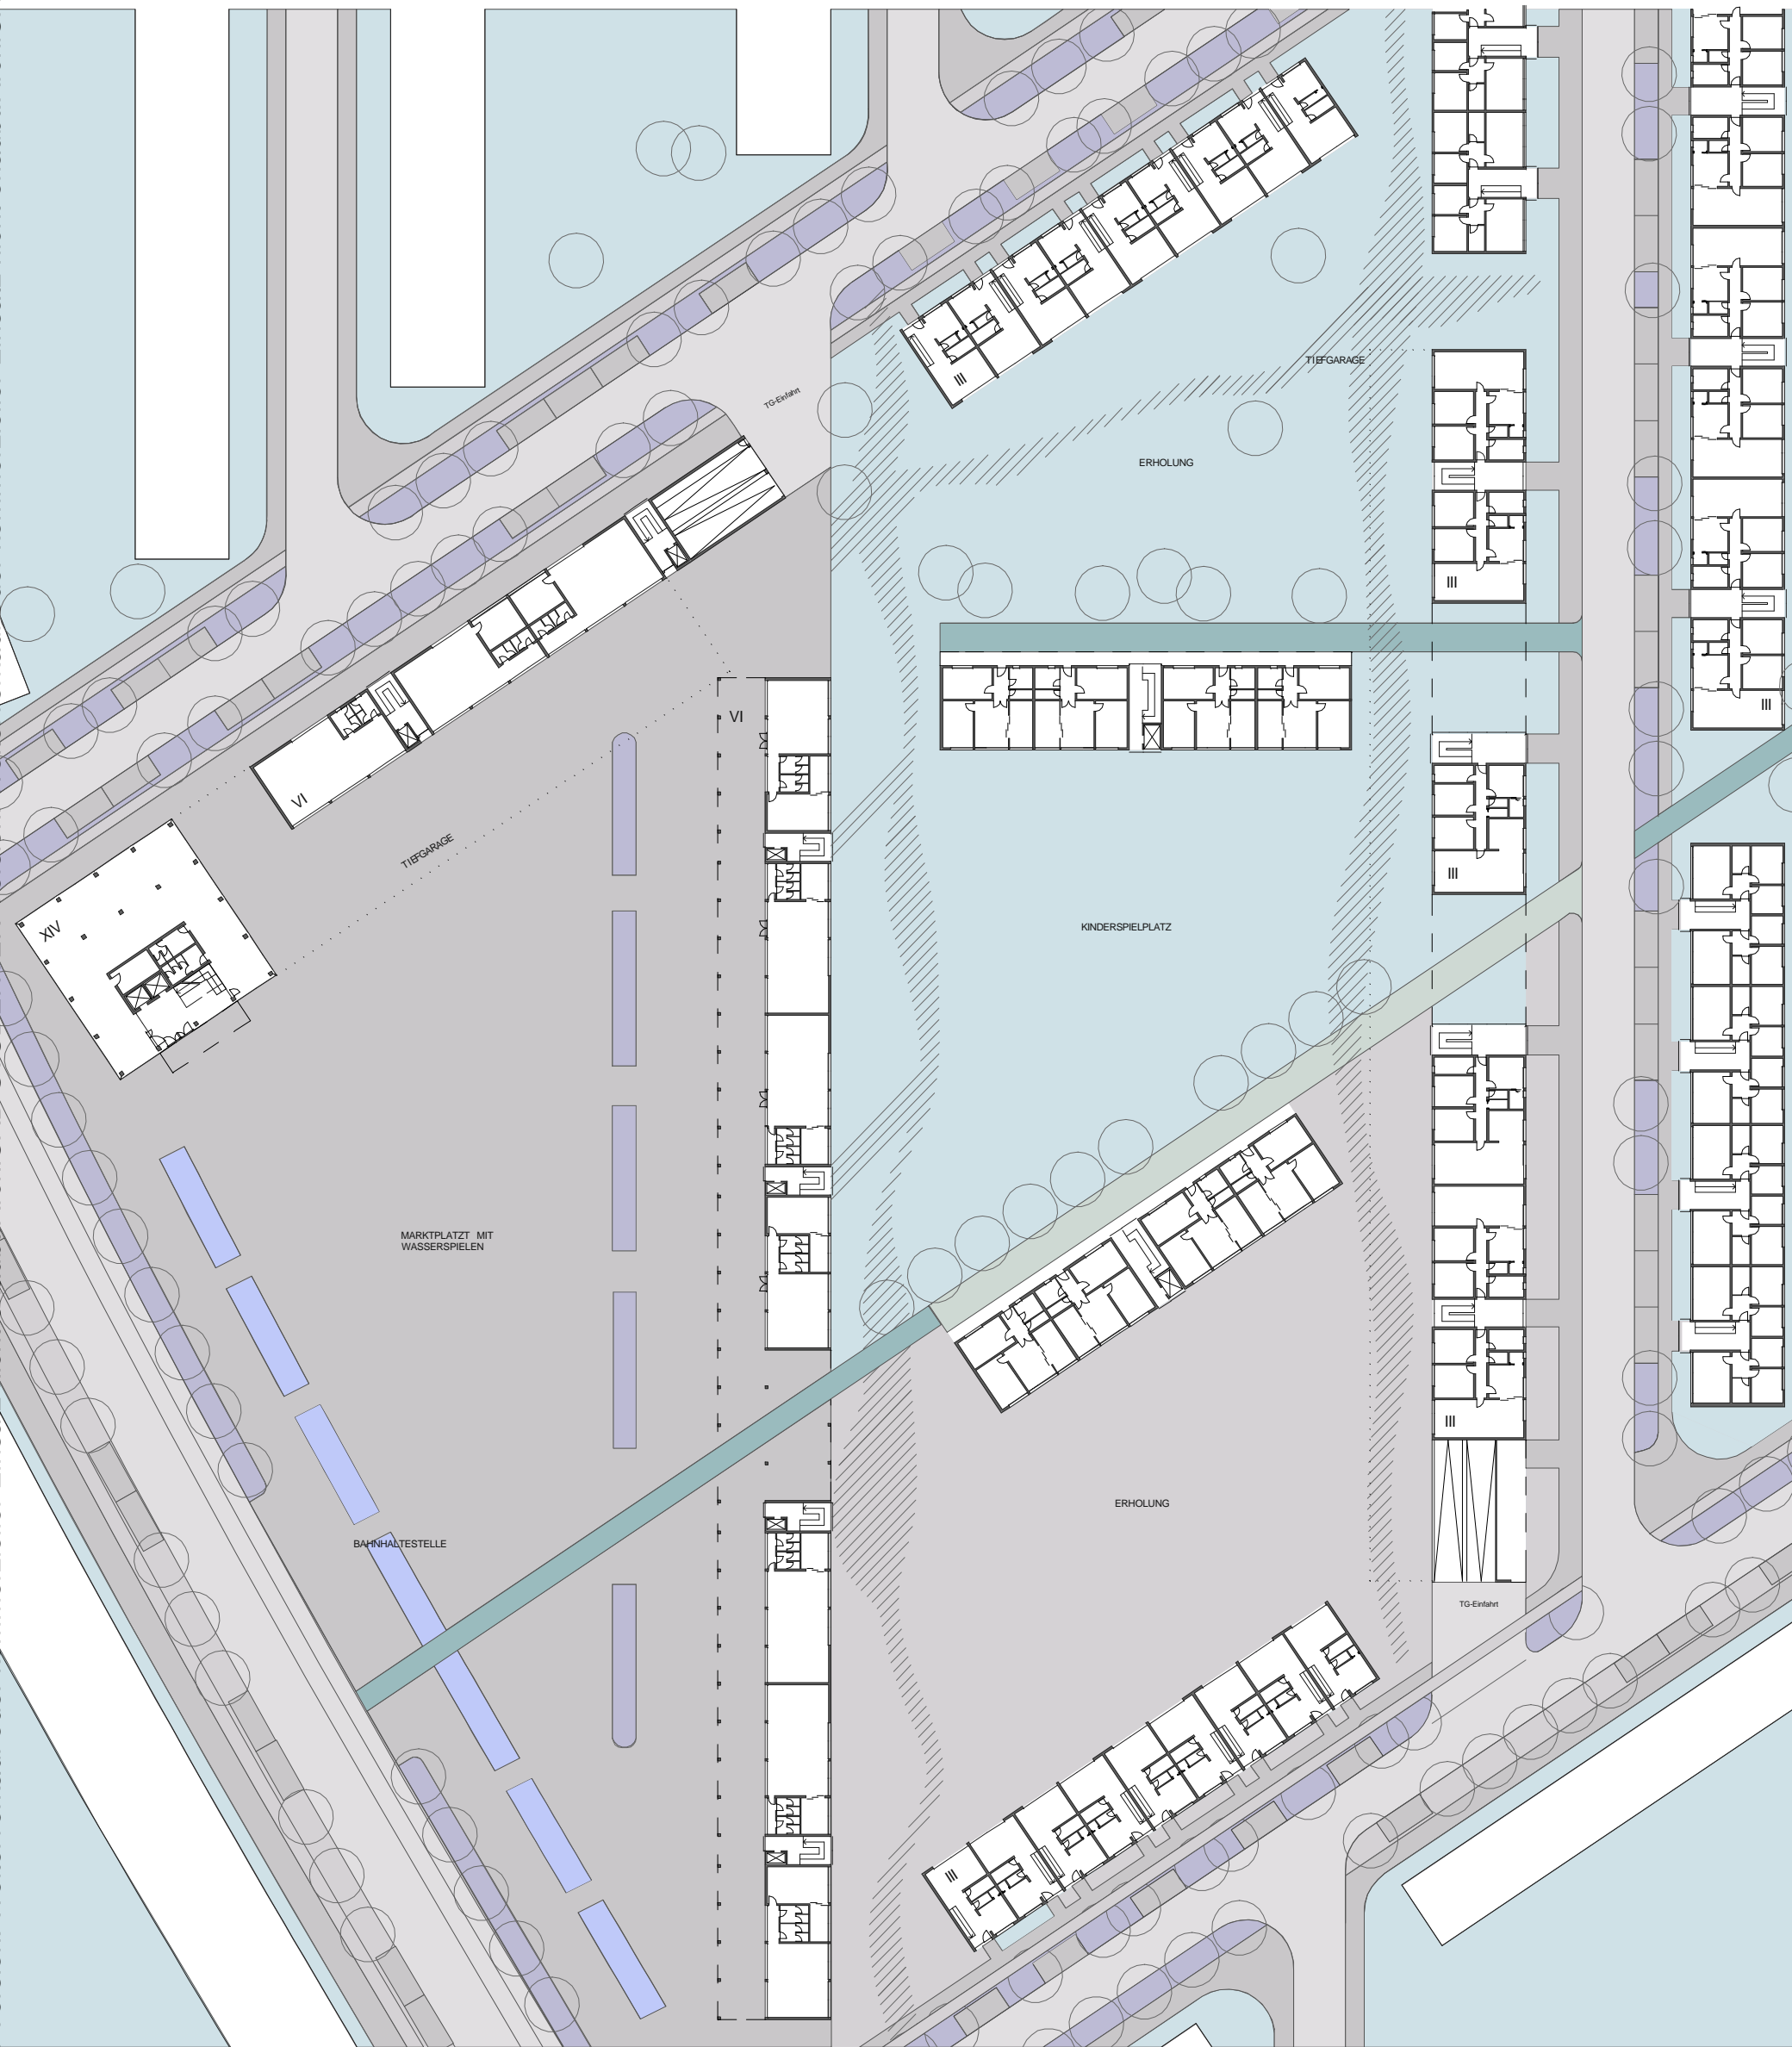 TIEFGARAGE
III
TG-Einfahrt
ERHOLUNG
III
III
VI
VI
TIEFGARAGE
III
XIV
KINDERSPIELPLATZ
MARKTPLATZT MIT
WASSERSPIELEN
III
ERHOLUNG
BAHNHALTESTELLE
TG-Einfahrt
III